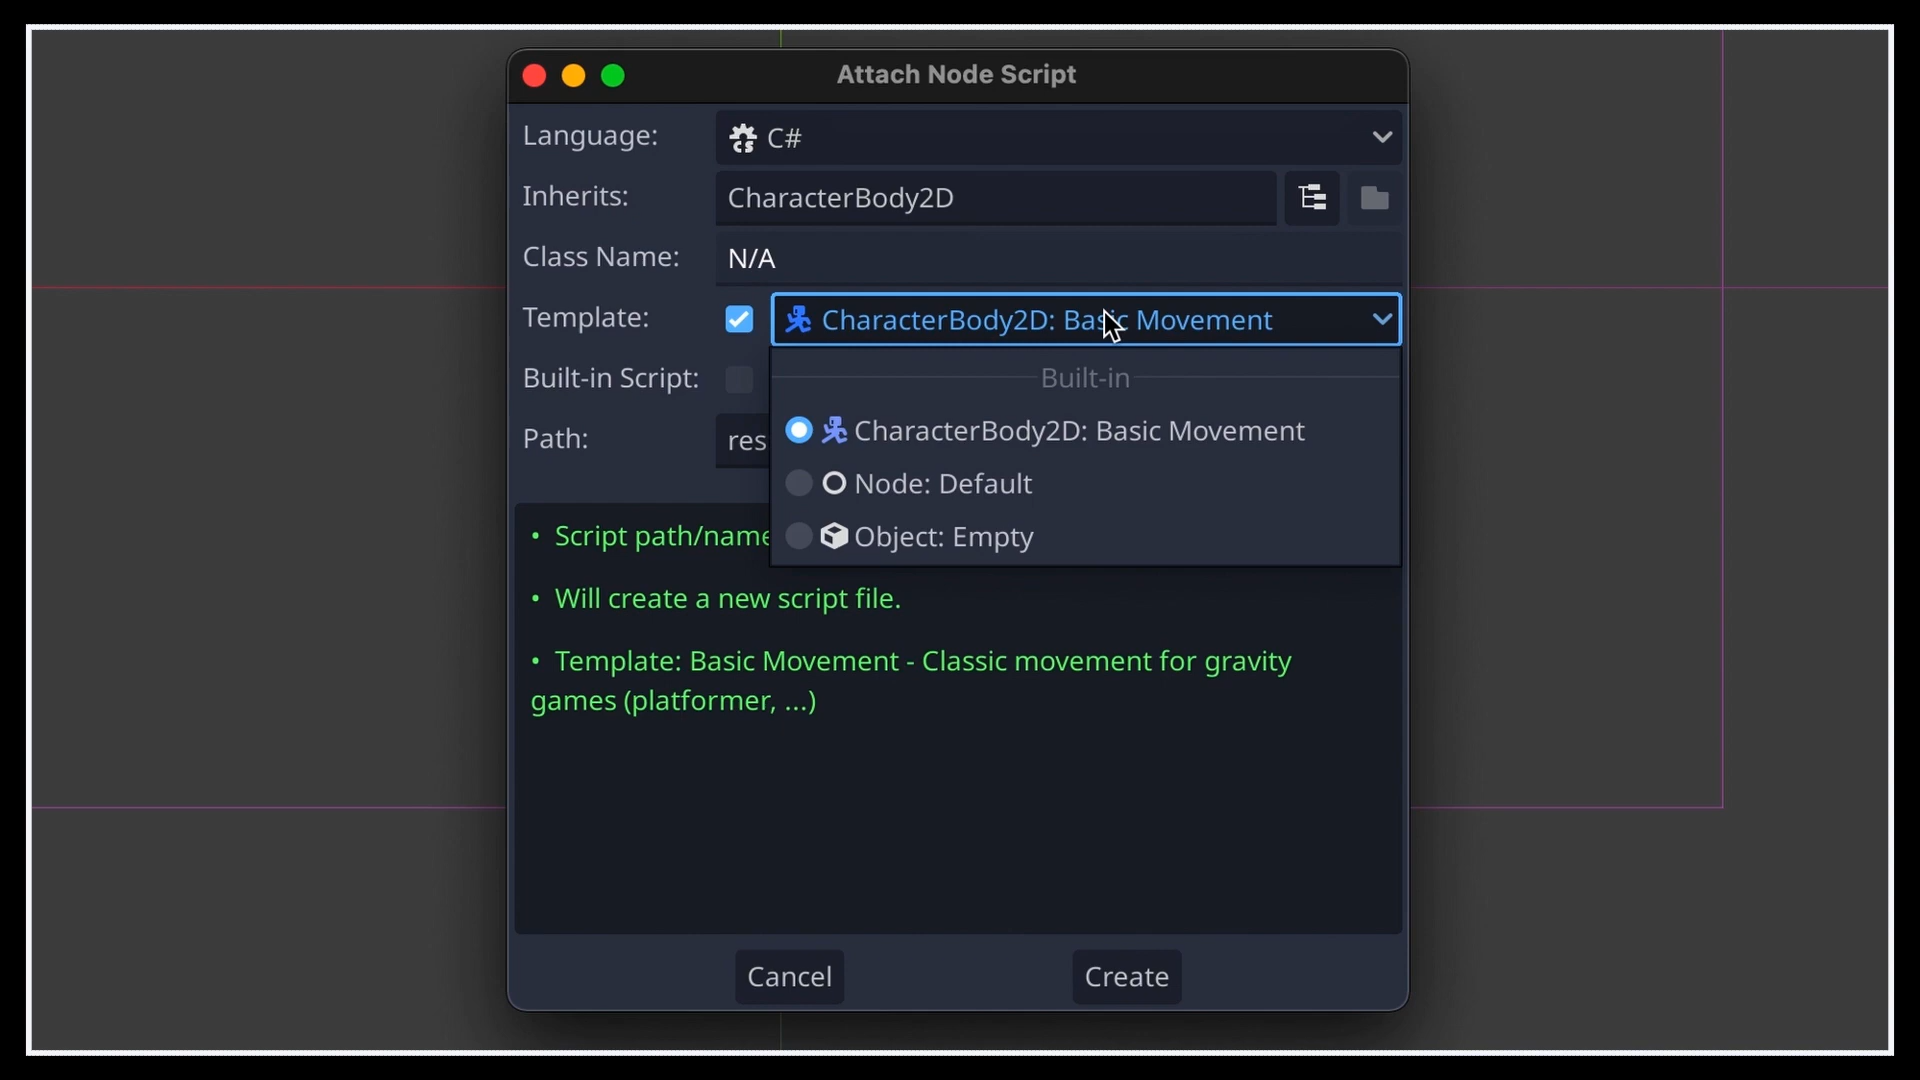 Attach Node Script
Language:
C#
Inherits:
CharacterBody2D
Class Name:
N/A
Template:
CharacterBody2D: Basic Movement
Built-in Script:
Built-in
CharacterBody2D: Basic Movement
Node: Default
Object: Empty
Path:
res
• Script path/name
• Will create a new script file.
• Template: Basic Movement - Classic movement for gravity
games (platformer, ...)
Cancel
Create